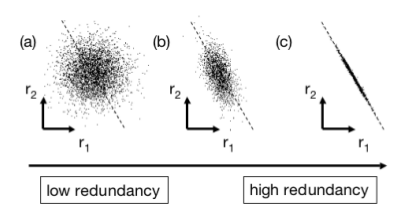 (a)
(b)
(c)
r2
r1
r2
r1
r2
r1
low redundancy
high redundancy